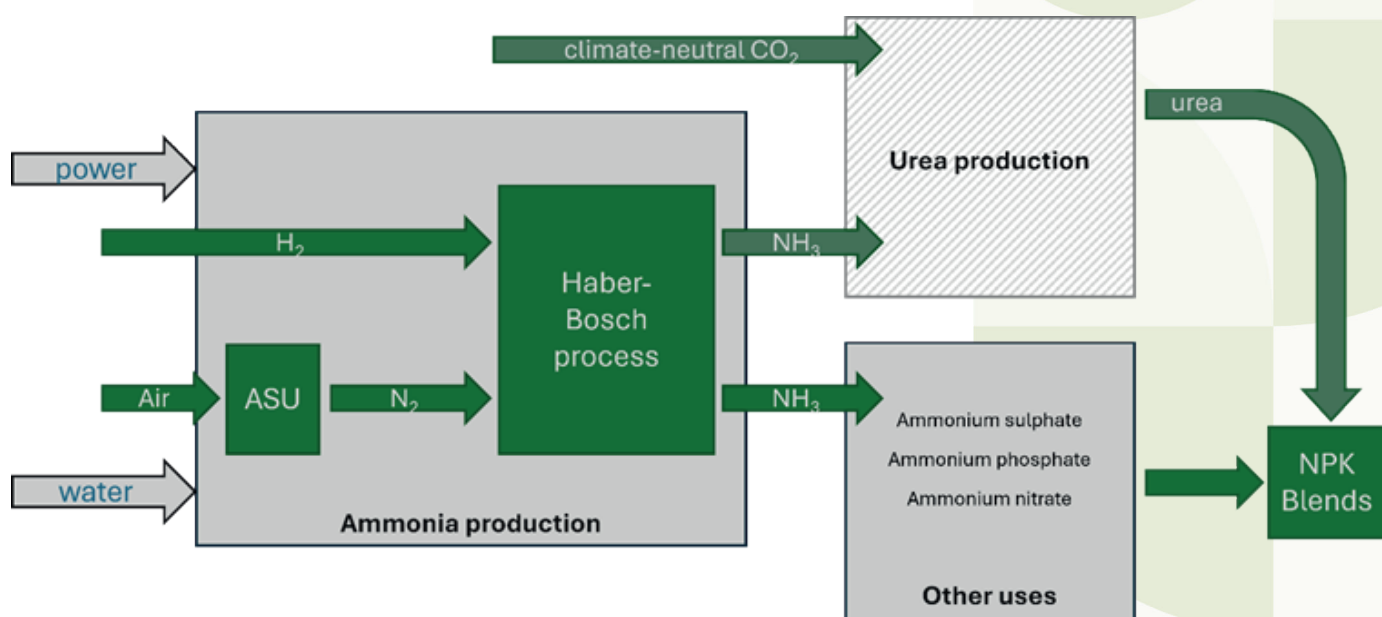 climate-neutral CO₂
urea
Urea production
power
H₂
NH₃
Haber-
Bosch
process
Air
ASU
N₂
NH₃
Ammonium sulphate
Ammonium phosphate
Ammonium nitrate
NPK
Blends
water
Ammonia production
Other uses